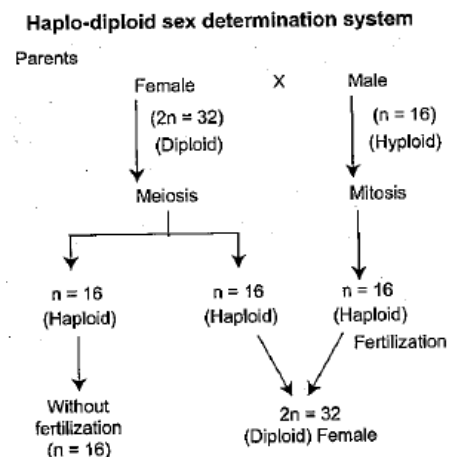 Haplo-diploid sex determination system
Parents
Female X Male
(2n = 32) (n = 16)
(Diploid) (Hyploid)
Meiosis Mitosis
n = 16 n = 16 n = 16
(Haploid) (Haploid) (Haploid)
Fertilization
Without
fertilization
(n = 16)
2n = 32
(Diploid) Female